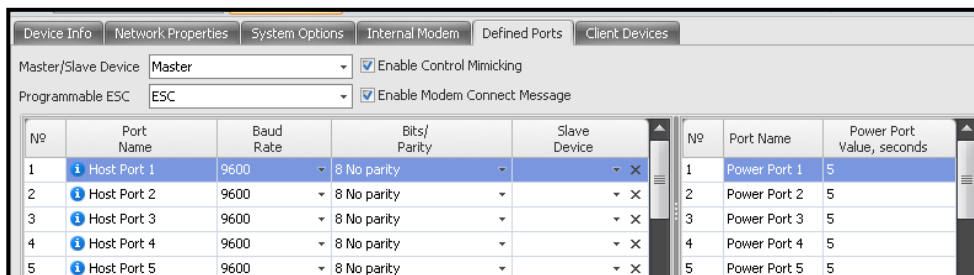 Device Info Network Properties System Options Internal Modem Defined Ports Client Devices
Master/Slave Device Master Enable Control Mimicking
Programmable ESC ESC Enable Modem Connect Message
Nº Port Name Baud Rate Bits/ Parity Slave Device Nº Port Name Power Port Value, seconds
1 Host Port 1 9600 8 No parity 1 Power Port 1 5
2 Host Port 2 9600 8 No parity 2 Power Port 2 5
3 Host Port 3 9600 8 No parity 3 Power Port 3 5
4 Host Port 4 9600 8 No parity 4 Power Port 4 5
5 Host Port 5 9600 8 No parity 5 Power Port 5 5